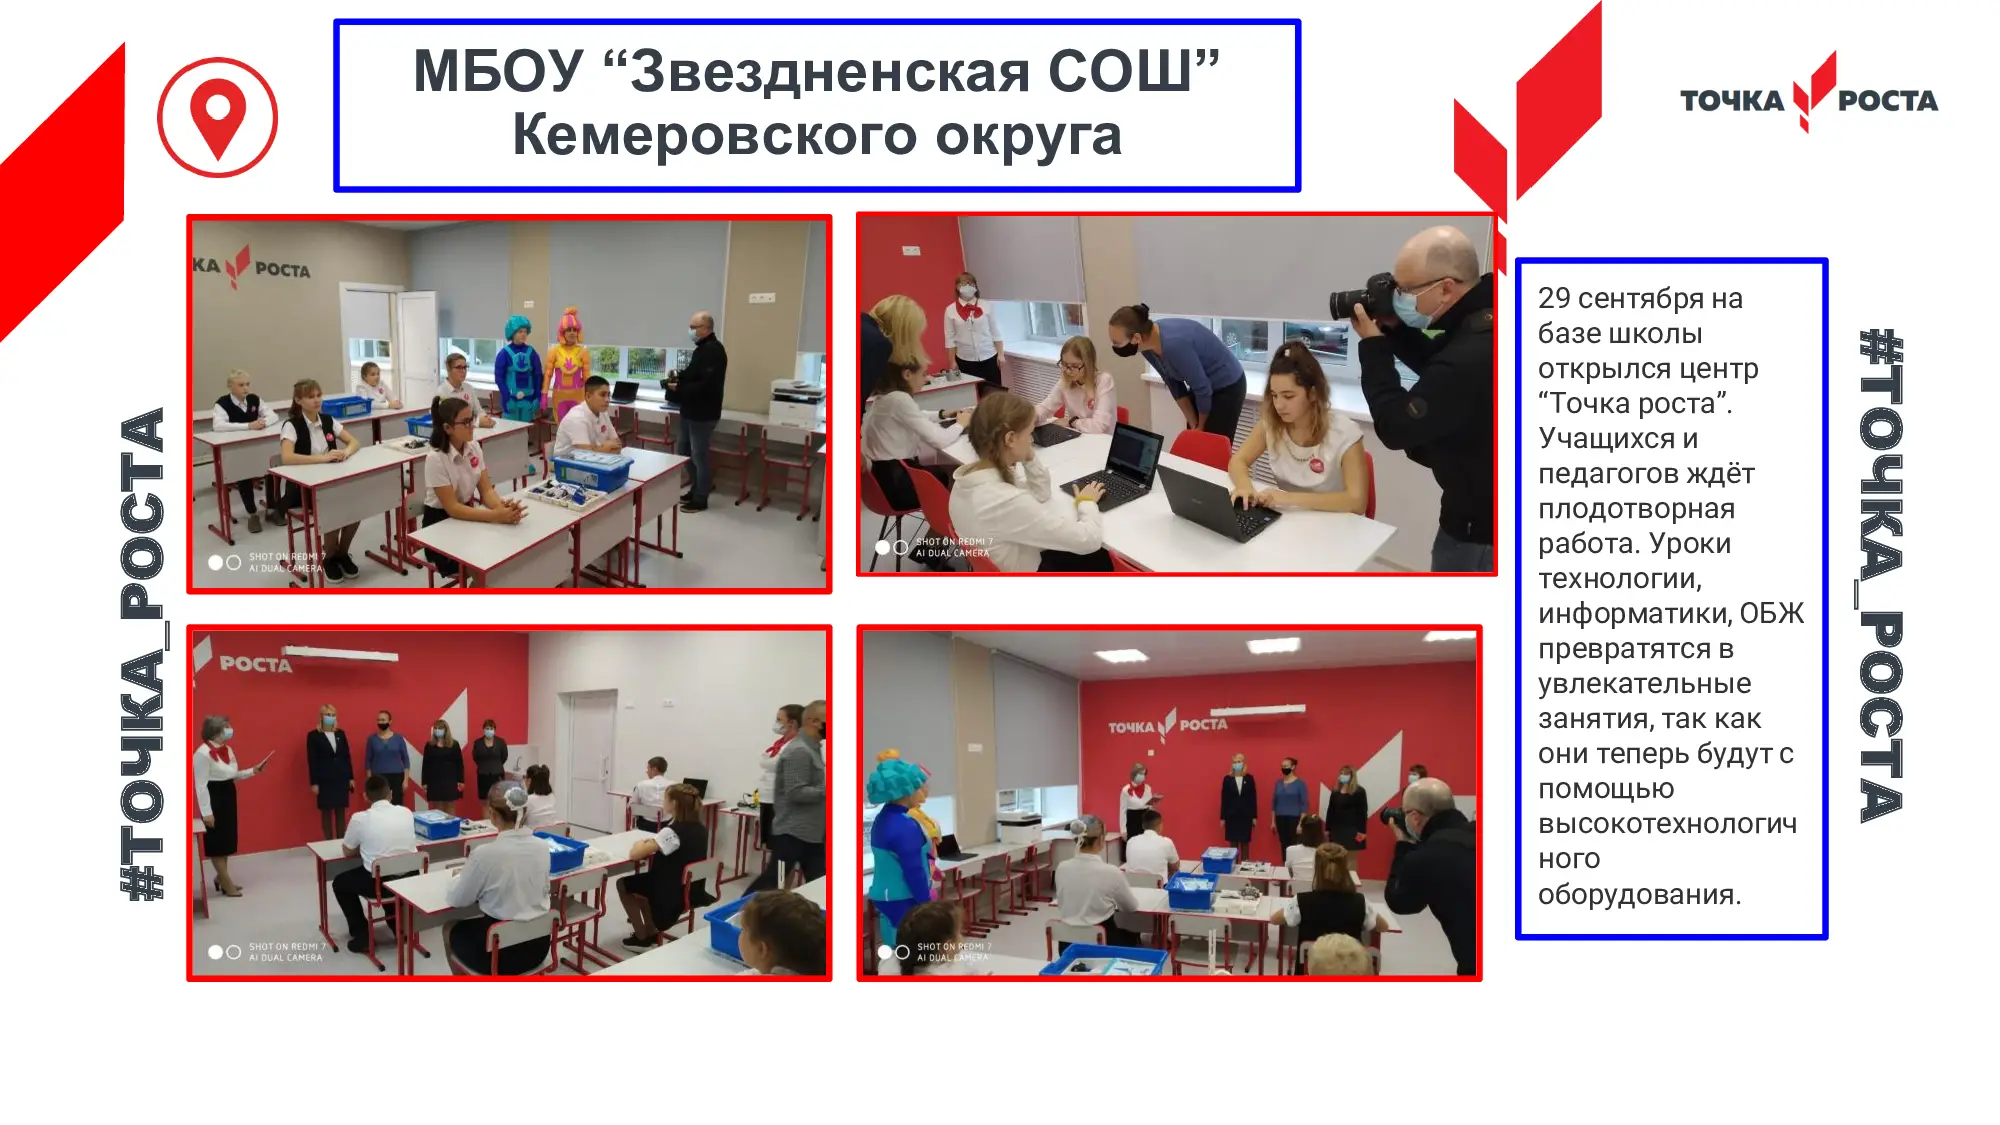 МБОУ “Звездненская СОШ”
Кемеровского округа
ТОЧКА РОСТА
#ТОЧКА_РОСТА
КА РОСТА
SHOT ON REDMI 7
AI DUAL CAMERA
SHOT ON REDMI 7
AI DUAL CAMERA
РОСТА
SHOT ON REDMI 7
AI DUAL CAMERA
ТОЧКА РОСТА
SHOT ON REDMI 7
AI DUAL CAMERA
29 сентября на
базе школы
открылся центр
“Точка роста”.
Учащихся и
педагогов ждёт
плодотворная
работа. Уроки
технологии,
информатики, ОБЖ
превратятся в
увлекательные
занятия, так как
они теперь будут с
помощью
высокотехнологич
ного
оборудования.
#ТОЧКА_РОСТА